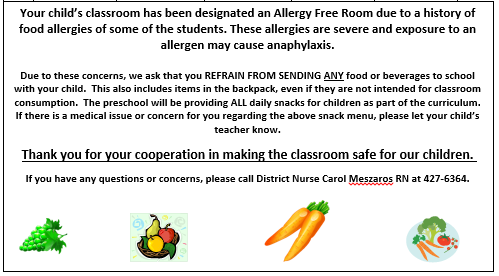 Your child's classroom has been designated an Allergy Free Room due to a history of
food allergies of some of the students. These allergies are severe and exposure to an
allergen may cause anaphylaxis.
Due to these concerns, we ask that you REFRAIN FROM SENDING ANY food or beverages to school
with your child.  This also includes items in the backpack, even if they are not intended for classroom
consumption.  The preschool will be providing ALL daily snacks for children as part of the curriculum.
If there is a medical issue or concern for you regarding the above snack menu, please let your child's
teacher know.
Thank you for your cooperation in making the classroom safe for our children.
If you have any questions or concerns, please call District Nurse Carol Meszaros RN at 427-6364.